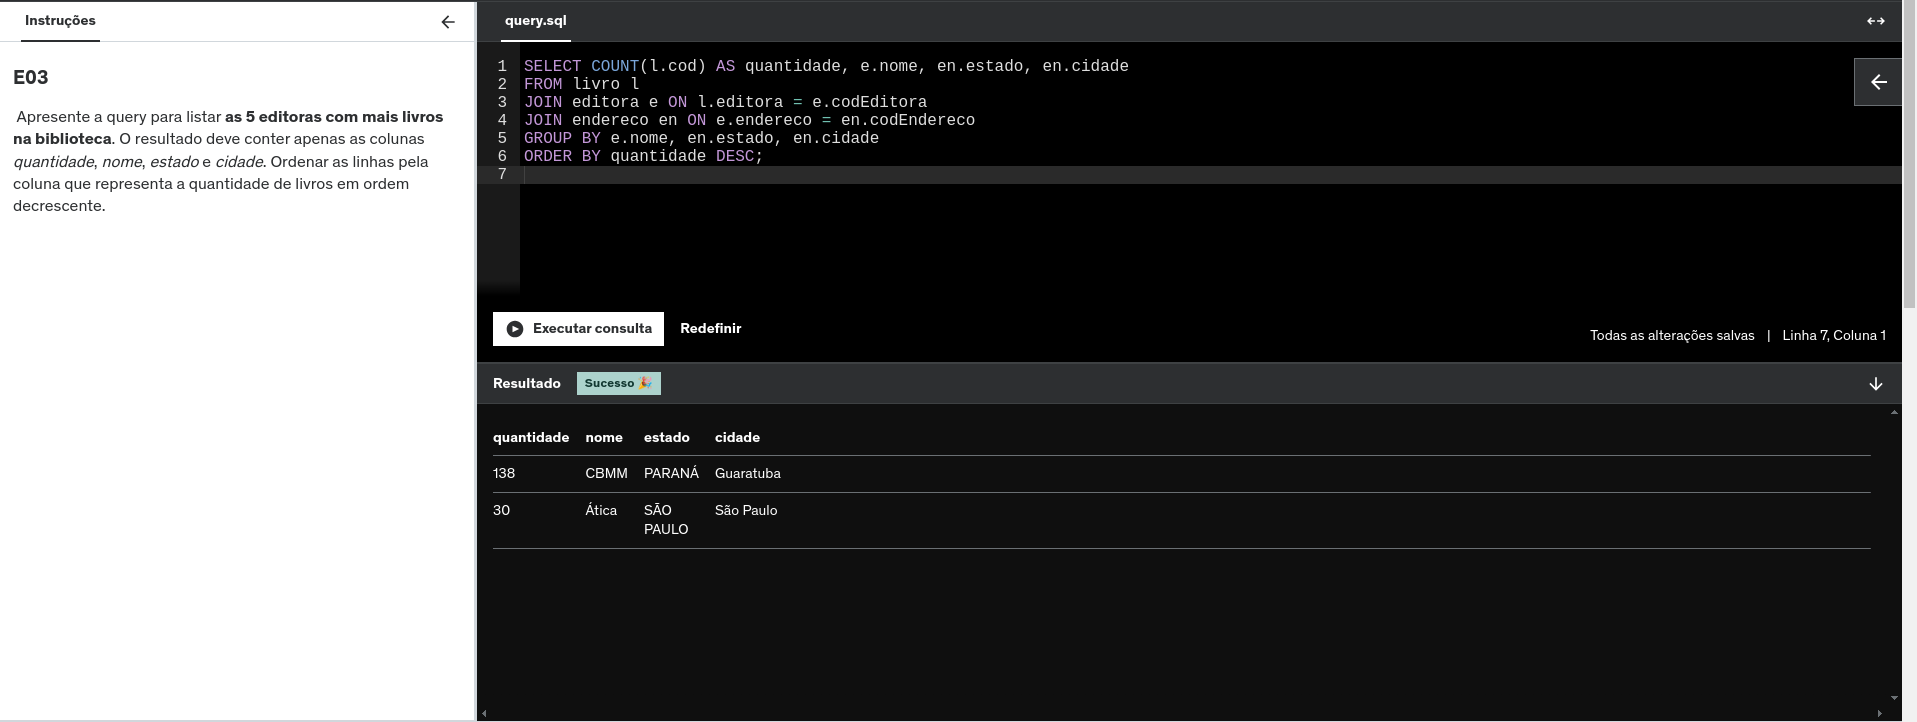 Instruções
E03
Apresente a query para listar as 5 editoras com mais livros
na biblioteca. O resultado deve conter apenas as colunas
quantidade, nome, estado e cidade. Ordenar as linhas pela
coluna que representa a quantidade de livros em ordem
decrescente.
query.sql
1 SELECT COUNT(l.cod) AS quantidade, e.nome, en.estado, en.cidade
2 FROM livro l
3 JOIN editora e ON l.editora = e.codEditora
4 JOIN endereco en ON e.endereco = en.codEndereco
5 GROUP BY e.nome, en.estado, en.cidade
6 ORDER BY quantidade DESC;
7
Executar consulta Redefinir
Todas as alterações salvas | Linha 7, Coluna 1
Resultado Sucesso 🎉
quantidade nome estado cidade
138 CBMM PARANÁ Guaratuba
30 Ática SÃO São Paulo
PAULO